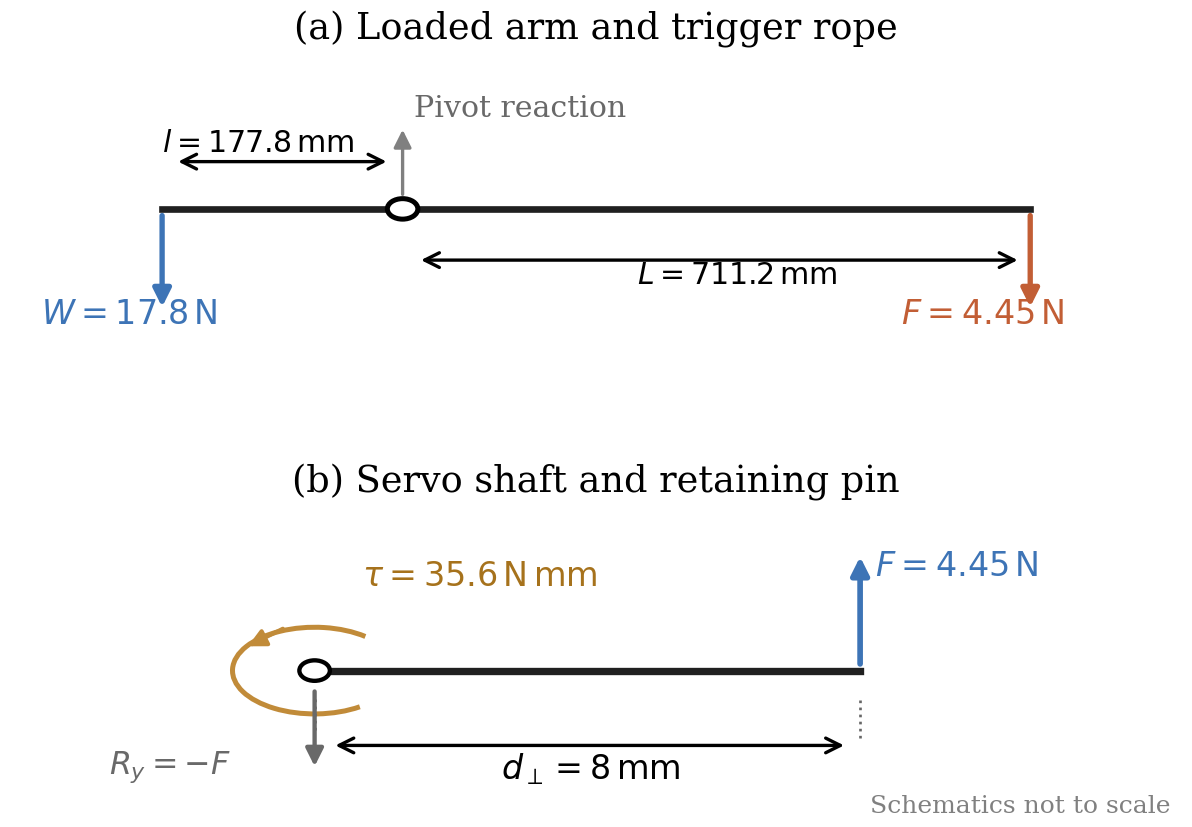 (a) Loaded arm and trigger rope
Pivot reaction
l = 177.8 mm
L = 711.2 mm
W = 17.8 N
F = 4.45 N
(b) Servo shaft and retaining pin
τ = 35.6 N mm
F = 4.45 N
R_y = −F
d_⊥ = 8 mm
Schematics not to scale